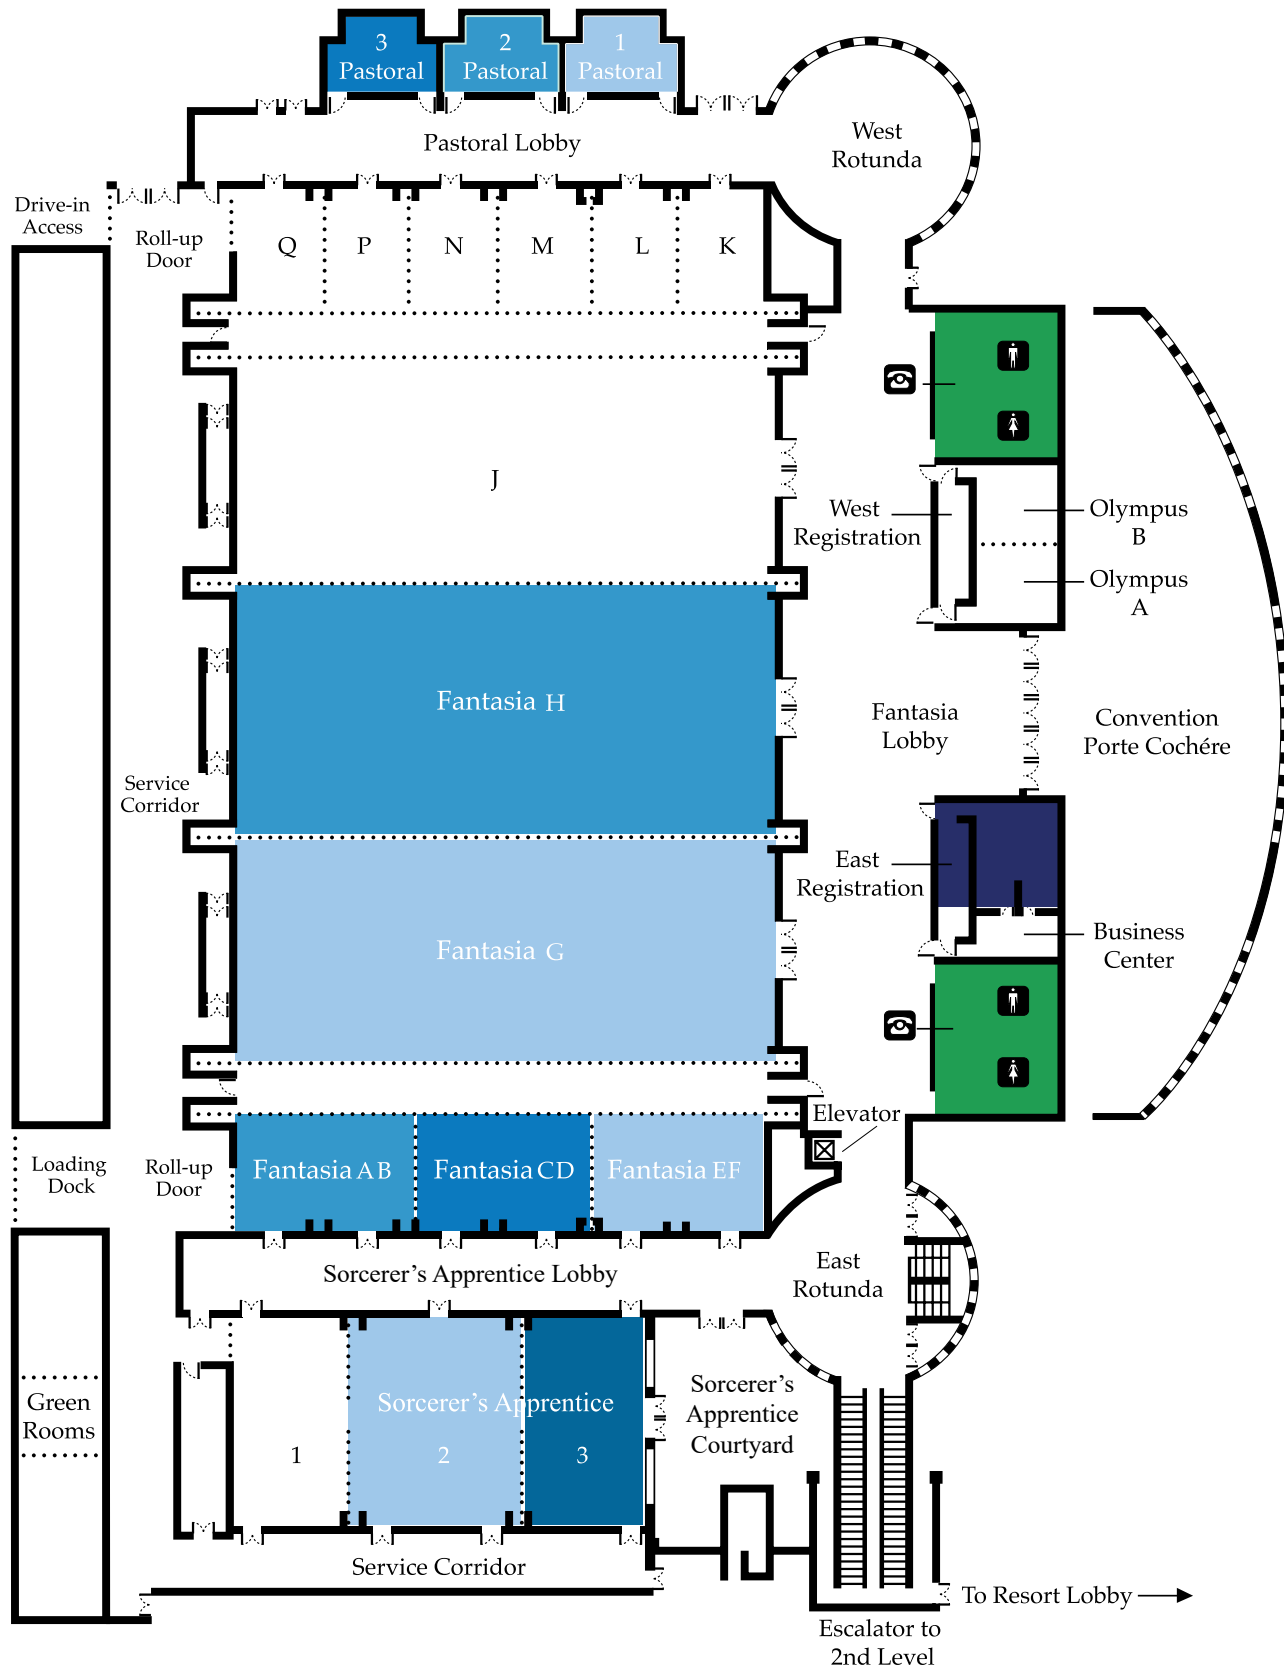 3
Pastoral
2
Pastoral
1
Pastoral
Pastoral Lobby
West
Rotunda
Drive-in
Access
Roll-up
Door
Q
P
N
M
L
K
J
West
Registration
Olympus
B
Olympus
A
Fantasia H
Fantasia
Lobby
Convention
Porte Cochére
Service
Corridor
East
Registration
Fantasia G
Business
Center
Elevator
Loading
Dock
Roll-up
Door
Fantasia AB
Fantasia CD
Fantasia EF
East
Rotunda
Sorcerer's Apprentice Lobby
Green
Rooms
Sorcerer's Apprentice
1
2
3
Sorcerer's
Apprentice
Courtyard
Service Corridor
To Resort Lobby
Escalator to
2nd Level